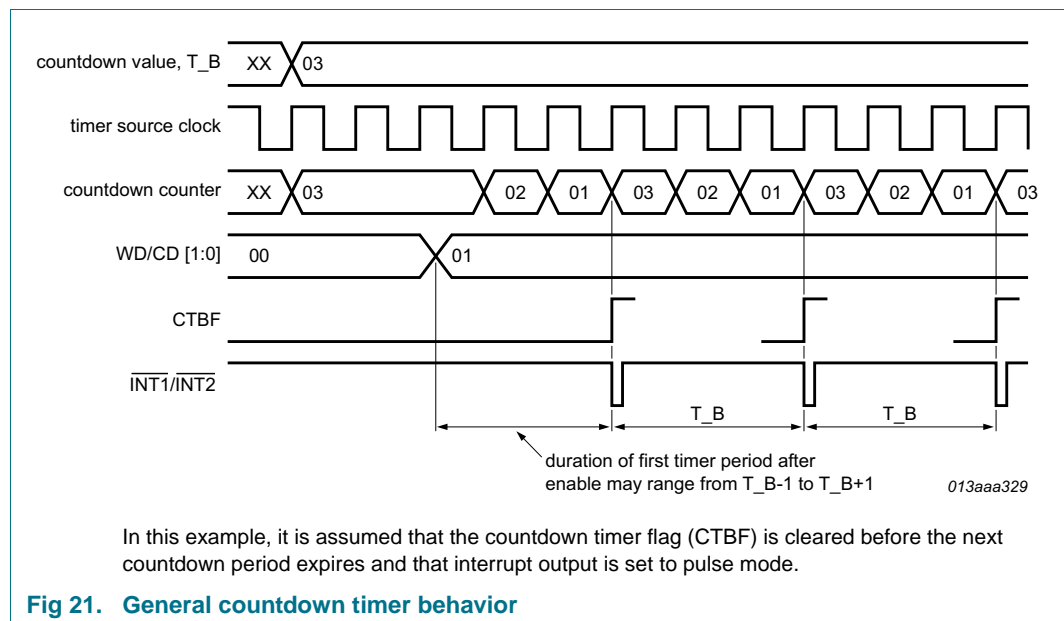 countdown value, T_B XX 03
timer source clock
countdown counter XX 03 02 01 03 02 01 03 02 01 03
WD/CD [1:0] 00 01
CTBF
INT1/INT2
T_B T_B
duration of first timer period after
enable may range from T_B-1 to T_B+1
013aaa329
In this example, it is assumed that the countdown timer flag (CTBF) is cleared before the next
countdown period expires and that interrupt output is set to pulse mode.
Fig 21. General countdown timer behavior